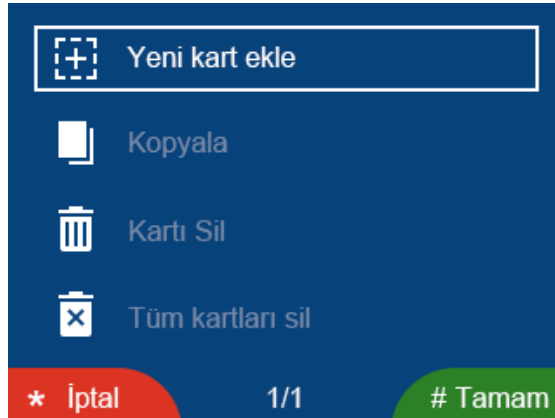 Yeni kart ekle
Kopyala
Kartı Sil
Tüm kartları sil
* İptal 1/1 # Tamam